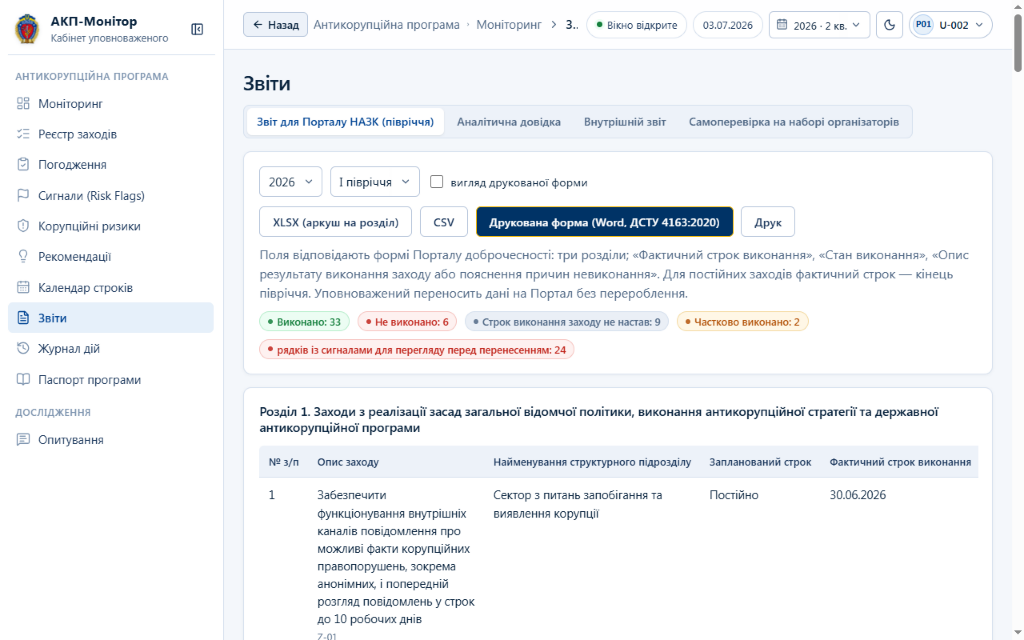 АКП-Монітор
Кабінет уповноваженого
АНТИКОРУПЦІЙНА ПРОГРАМА
Моніторинг
Реєстр заходів
Погодження
Сигнали (Risk Flags)
Корупційні ризики
Рекомендації
Календар строків
Звіти
Журнал дій
Паспорт програми
ДОСЛІДЖЕННЯ
Опитування
← Назад
Антикорупційна програма · Моніторинг > З..
Вікно відкрите
03.07.2026
2026 · 2 кв.
P01 U-002
Звіти
Звіт для Порталу НАЗК (півріччя)
Аналітична довідка
Внутрішній звіт
Самоперевірка на наборі організаторів
2026
I півріччя
вигляд друкованої форми
XLSX (аркуш на розділ)
CSV
Друкована форма (Word, ДСТУ 4163:2020)
Друк
Поля відповідають формі Порталу доброчесності: три розділи; «Фактичний строк виконання», «Стан виконання», «Опис
результату виконання заходу або пояснення причин невиконання». Для постійних заходів фактичний строк — кінець
півріччя. Уповноважений переносить дані на Портал без перероблення.
Виконано: 33
Не виконано: 6
Строк виконання заходу не настав: 9
Частково виконано: 2
рядків із сигналами для перегляду перед перенесенням: 24
Розділ 1. Заходи з реалізації засад загальної відомчої політики, виконання антикорупційної стратегії та державної
антикорупційної програми
№ з/п
Опис заходу
Найменування структурного підрозділу
Запланований строк
Фактичний строк виконання
1
Забезпечити
функціонування внутрішніх
каналів повідомлення про
можливі факти корупційних
правопорушень, зокрема
анонімних, і попередній
розгляд повідомлень у строк
до 10 робочих днів
Z-01
Сектор з питань запобігання та
виявлення корупції
Постійно
30.06.2026